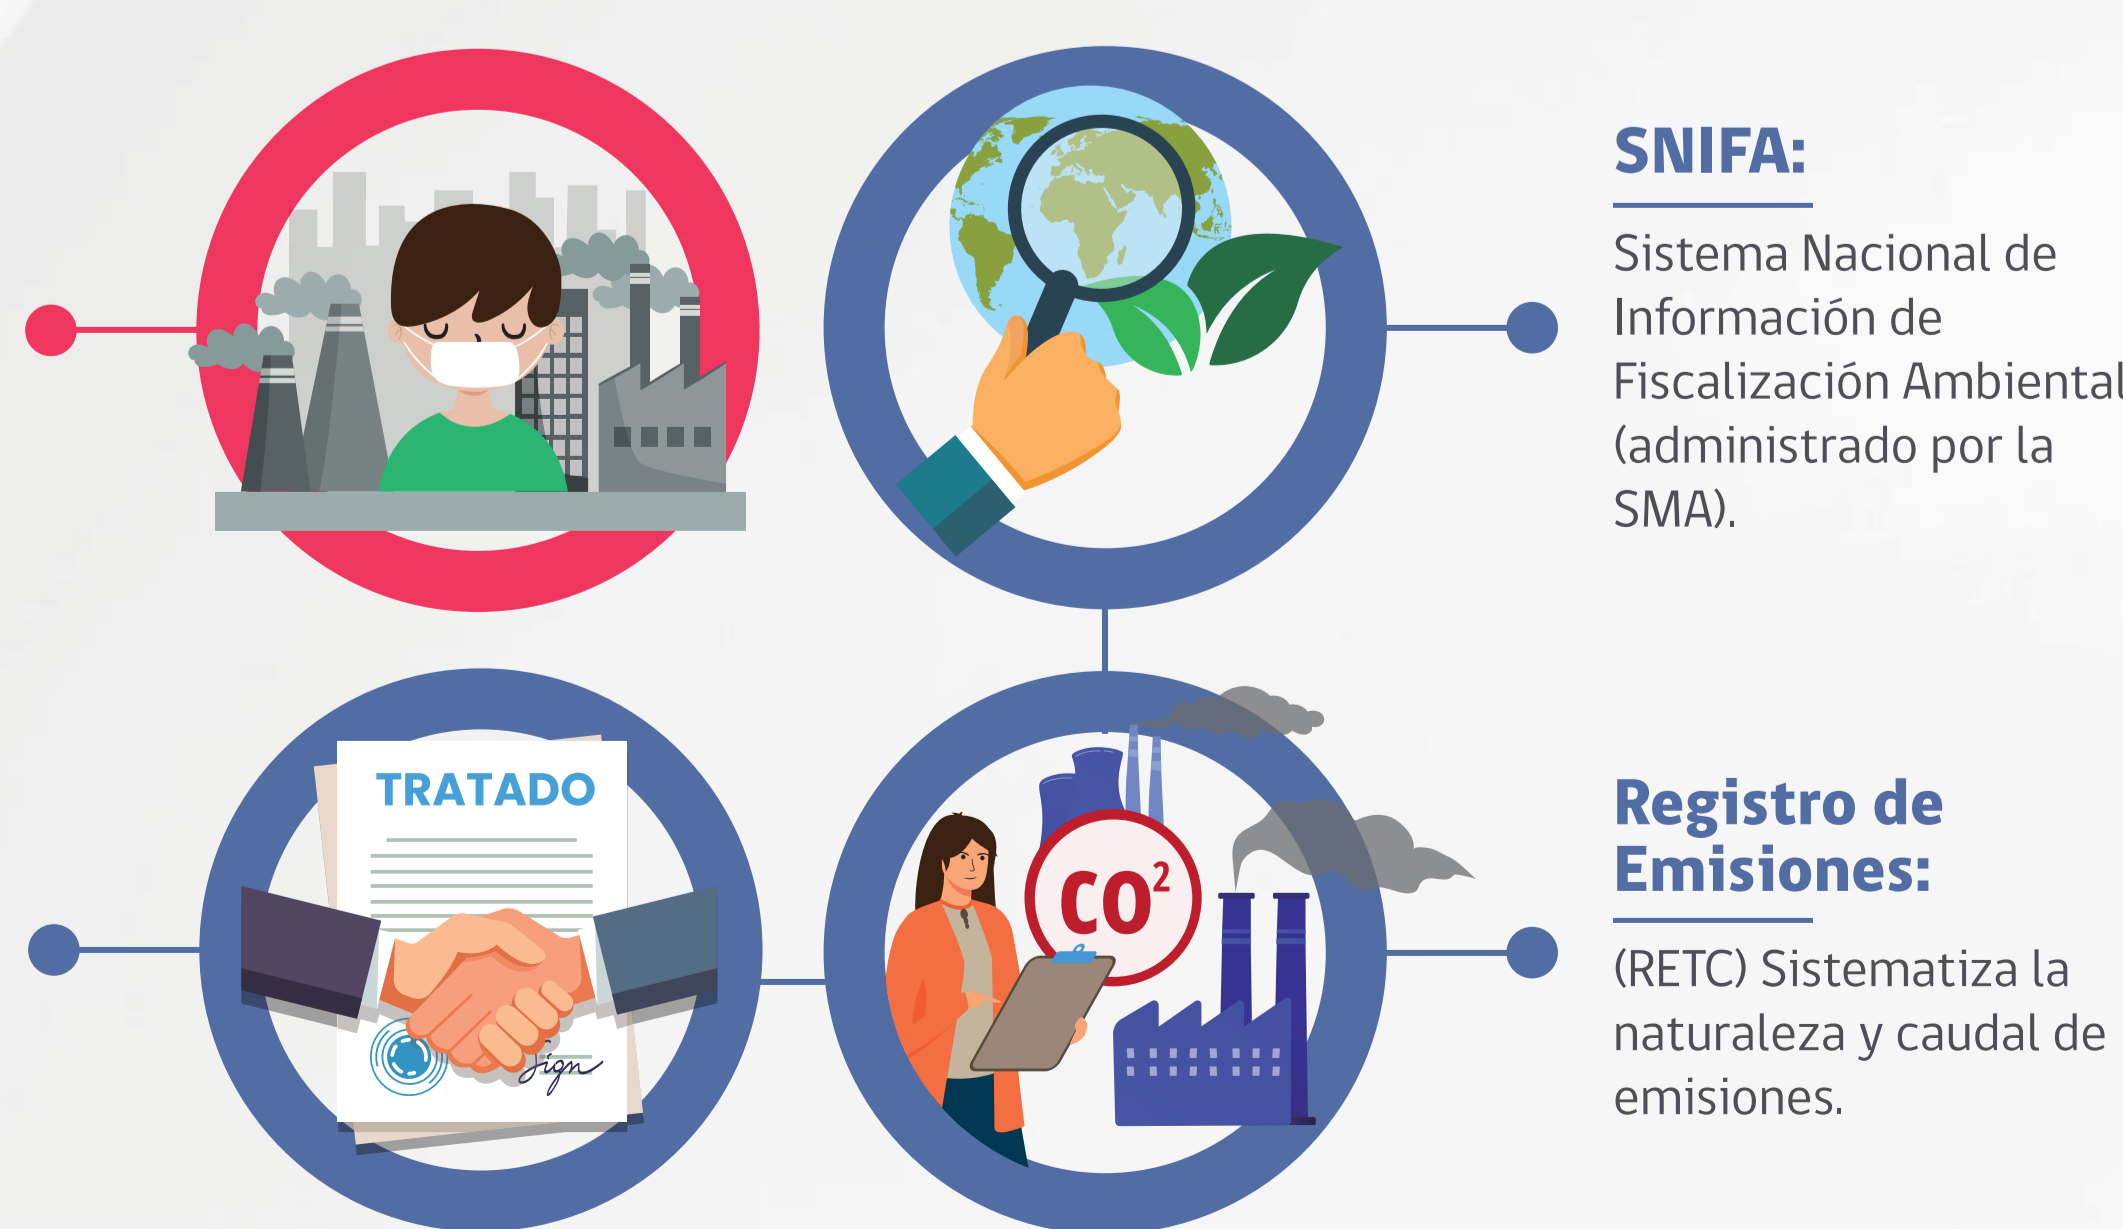 SNIFA:
Sistema Nacional de
Información de
Fiscalización Ambiental
(administrado por la
SMA).
TRATADO
Sign
CO²
Registro de
Emisiones:
(RETC) Sistematiza la
naturaleza y caudal de
emisiones.